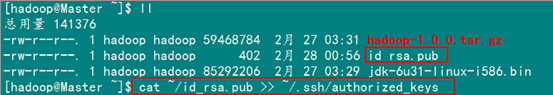 [hadoop@Master ~]$ ll
总用量 141376
-rw-r--r--. 1 hadoop hadoop 59468784  2月 27 03:31 hadoop-1.0.0.tar.gz
-rw-r--r--. 1 hadoop hadoop      402  2月 28 00:56 id_rsa.pub
-rw-r--r--. 1 hadoop hadoop 85292206  2月 27 03:29 jdk-6u31-linux-i586.bin
[hadoop@Master ~]$ cat ~/id_rsa.pub >> ~/.ssh/authorized_keys